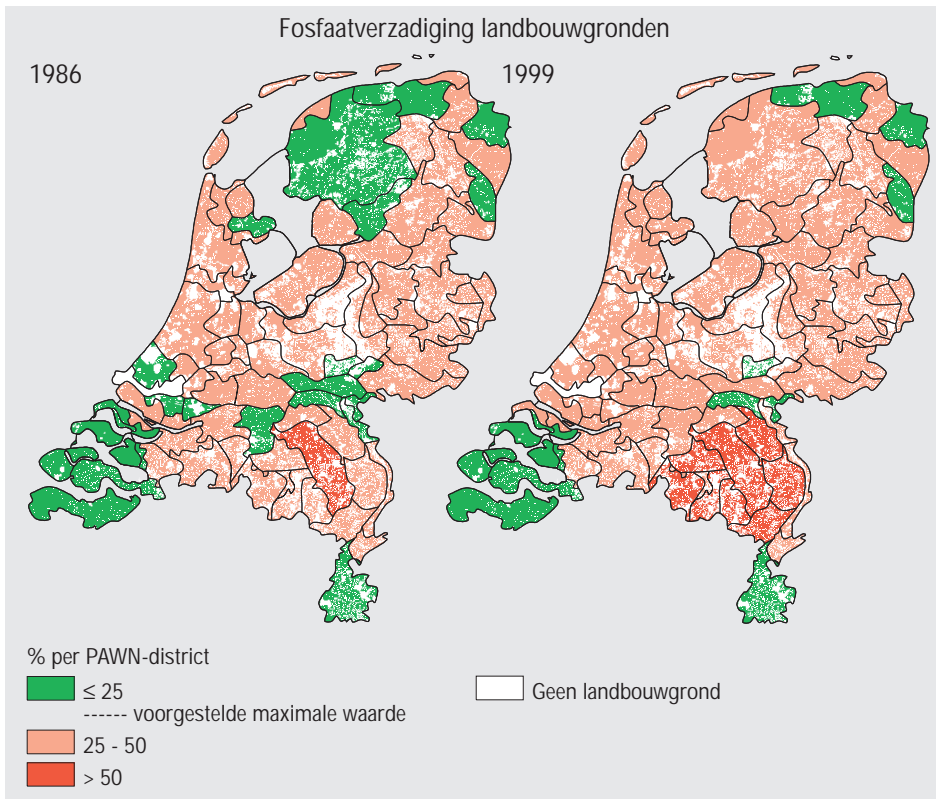 Fosfaatverzadiging landbouwgronden
1986
1999
% per PAWN-district
≤ 25
------ voorgestelde maximale waarde
25 - 50
> 50
Geen landbouwgrond